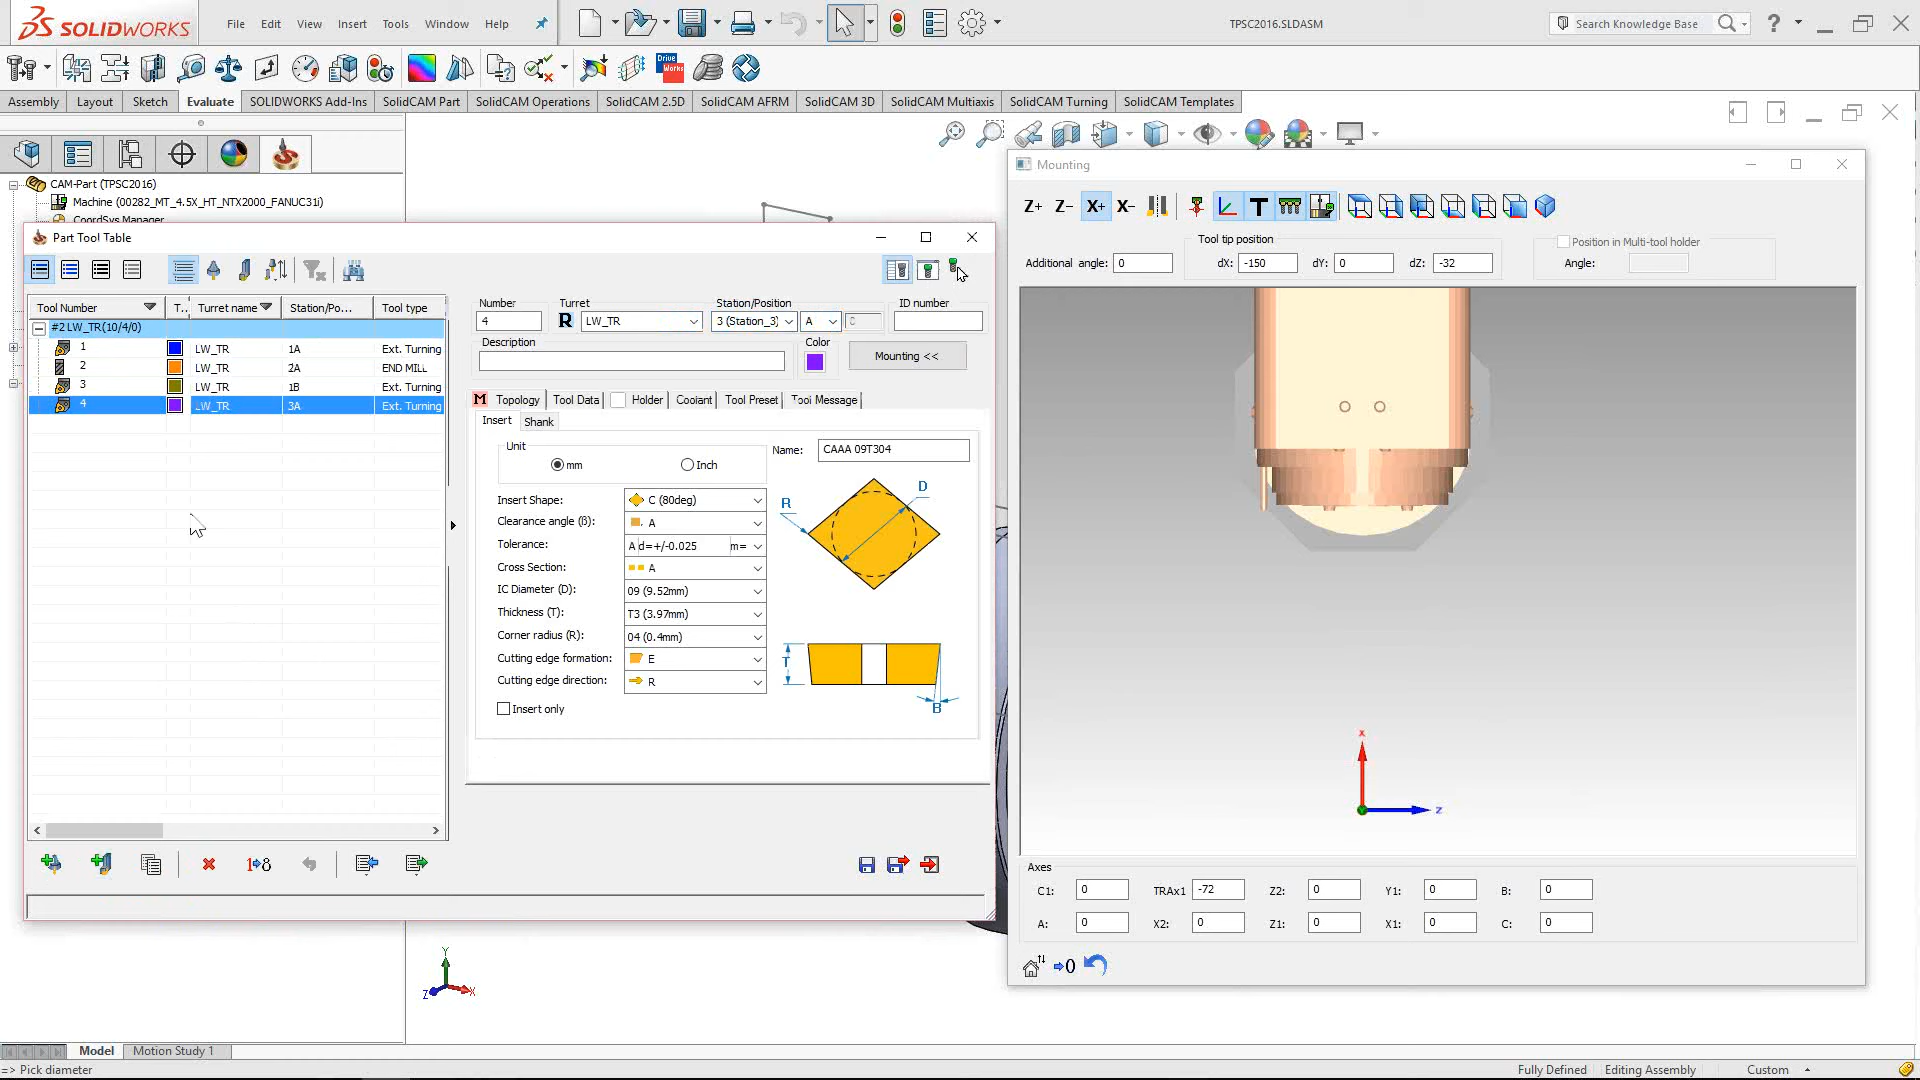 SOLIDWORKS File Edit View Insert Tools Window Help TPSC2016.SLDASM Search Knowledge Base ?
Drive Works
Assembly Layout Sketch Evaluate SOLIDWORKS Add-Ins SolidCAM Part SolidCAM Operations SolidCAM 2.5D SolidCAM AFRM SolidCAM 3D SolidCAM Multiaxis SolidCAM Turning SolidCAM Templates
CAM-Part (TPSC2016)
Machine (00282_MT_4.5X_HT_NTX2000_FANUC31i)
CoordSys Manager
Part Tool Table
Tool Number T.. Turret name Station/Po... Tool type
#2 LW_TR(10/4/0)
1 LW_TR 1A Ext. Turning
2 LW_TR 2A END MILL
3 LW_TR 1B Ext. Turning
4 LW_TR 3A Ext. Turning
Number Turret Station/Position ID number
4 R LW_TR 3 (Station_3) A 0
Description Color
Mounting <<
M Topology Tool Data Holder Coolant Tool Preset Tool Message
Insert Shank
Unit
mm Inch
Name: CAAA 09T304
Insert Shape: C (80deg)
Clearance angle (ß): A
Tolerance: A d=+/-0.025 m=
Cross Section: A
IC Diameter (D): 09 (9.52mm)
Thickness (T): T3 (3.97mm)
Corner radius (R): 04 (0.4mm)
Cutting edge formation: E
Cutting edge direction: R
Insert only
R D
T
B
1 8
Mounting
Z+ Z- X+ X- T
Tool tip position
Position in Multi-tool holder
Additional angle: 0 dX: -150 dY: 0 dZ: -32 Angle:
X
Y
Z
Axes
C1: 0 TRAx1 -72 Z2: 0 Y1: 0 B: 0
A: 0 X2: 0 Z1: 0 X1: 0 C: 0
0
Y
Z X
Model Motion Study 1
=> Pick diameter Fully Defined Editing Assembly Custom